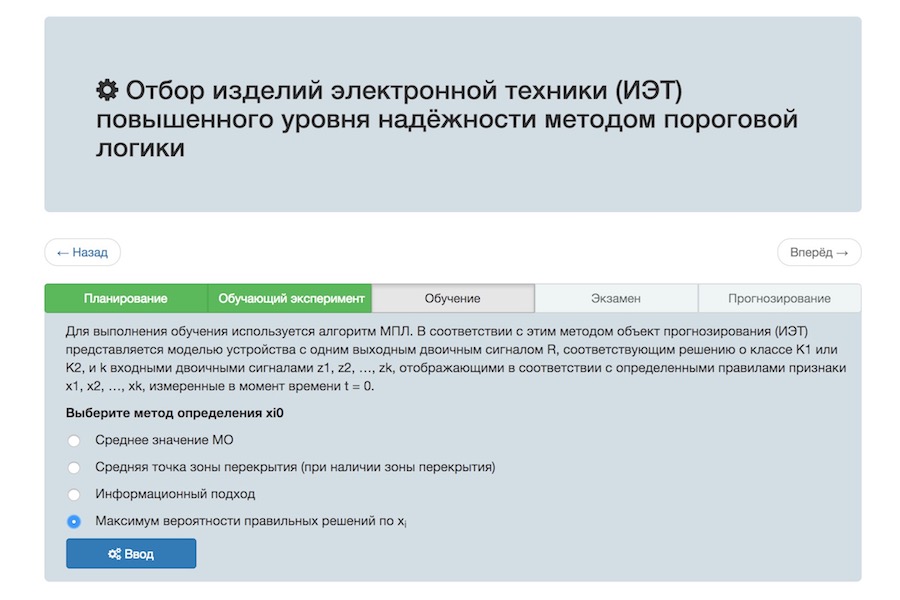 Отбор изделий электронной техники (ИЭТ)
повышенного уровня надёжности методом пороговой
логики
← Назад
Вперёд →
Планирование
Обучающий эксперимент
Обучение
Экзамен
Прогнозирование
Для выполнения обучения используется алгоритм МПЛ. В соответствии с этим методом объект прогнозирования (ИЭТ)
представляется моделью устройства с одним выходным двоичным сигналом R, соответствующим решению о классе К1 или
К2, и k входными двоичными сигналами z1, z2, ..., zk, отображающими в соответствии с определенными правилами признаки
x1, x2, ..., xk, измеренные в момент времени t = 0.
Выберите метод определения xi0
Среднее значение МО
Средняя точка зоны перекрытия (при наличии зоны перекрытия)
Информационный подход
Максимум вероятности правильных решений по xi
Ввод